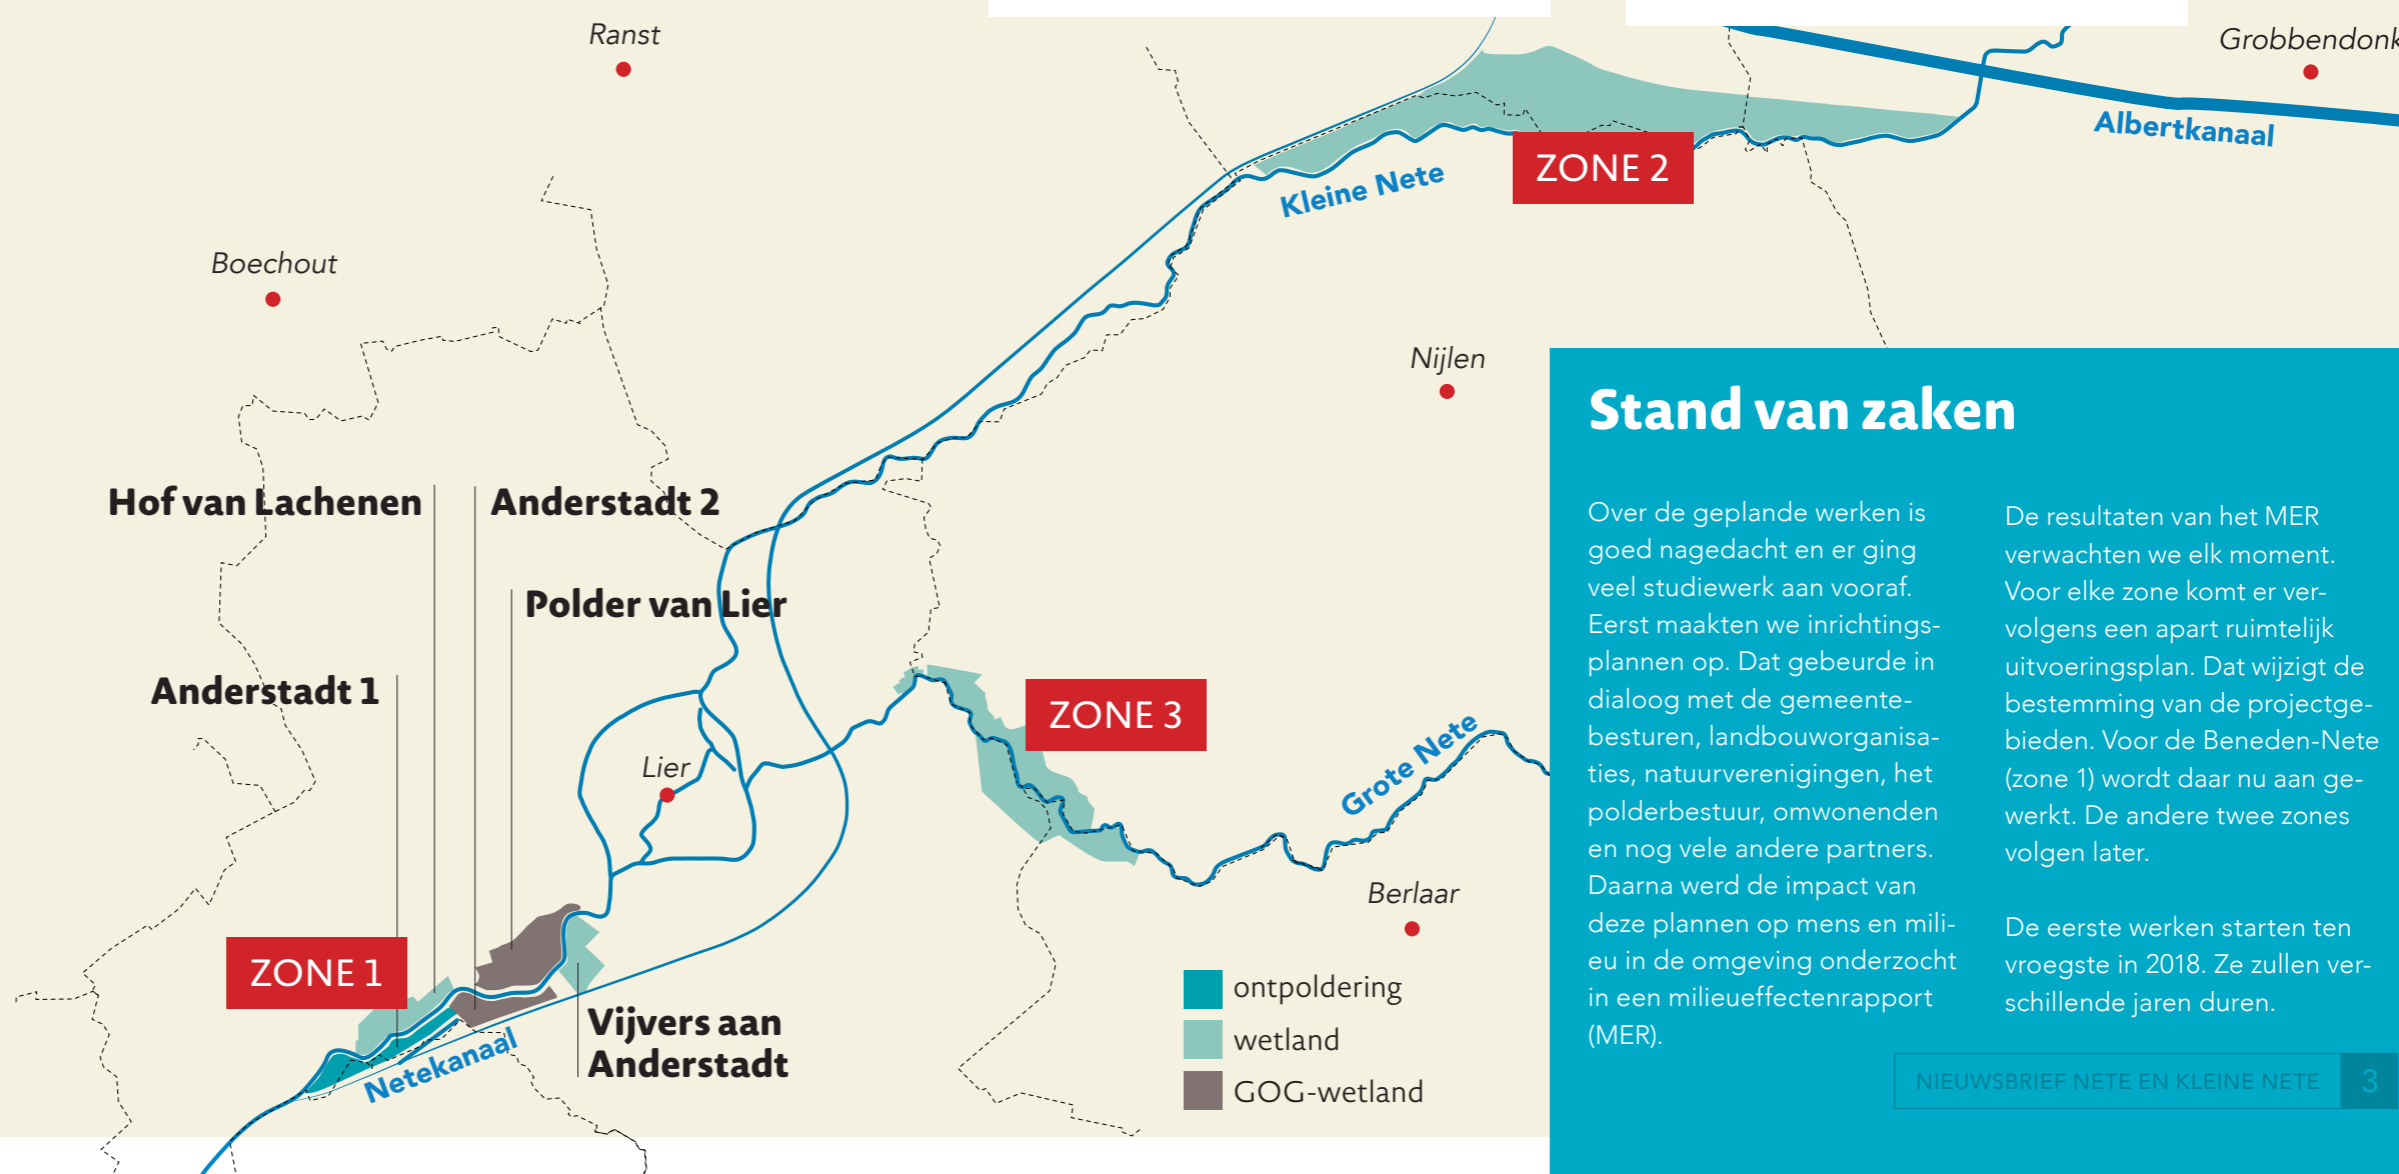 Ranst
Grobbendonk
Albertkanaal
ZONE 2
Kleine Nete
Boechout
Nijlen
Hof van Lachenen
Anderstadt 2
Polder van Lier
Anderstadt 1
ZONE 3
Lier
Grote Nete
Berlaar
ZONE 1
Vijvers aan
Anderstadt
Netekanaal
ontpoldering
wetland
GOG-wetland
Stand van zaken
Over de geplande werken is
goed nagedacht en er ging
veel studiewerk aan vooraf.
Eerst maakten we inrichtings-
plannen op. Dat gebeurde in
dialoog met de gemeente-
besturen, landbouworganisa-
ties, natuurverenigingen, het
polderbestuur, omwonenden
en nog vele andere partners.
Daarna werd de impact van
deze plannen op mens en mili-
eu in de omgeving onderzocht
in een milieueffectenrapport
(MER).
De resultaten van het MER
verwachten we elk moment.
Voor elke zone komt er ver-
volgens een apart ruimtelijk
uitvoeringsplan. Dat wijzigt de
bestemming van de projectge-
bieden. Voor de Beneden-Nete
(zone 1) wordt daar nu aan ge-
werkt. De andere twee zones
volgen later.
De eerste werken starten ten
vroegste in 2018. Ze zullen ver-
schillende jaren duren.
NIEUWSBRIEF NETE EN KLEINE NETE 3